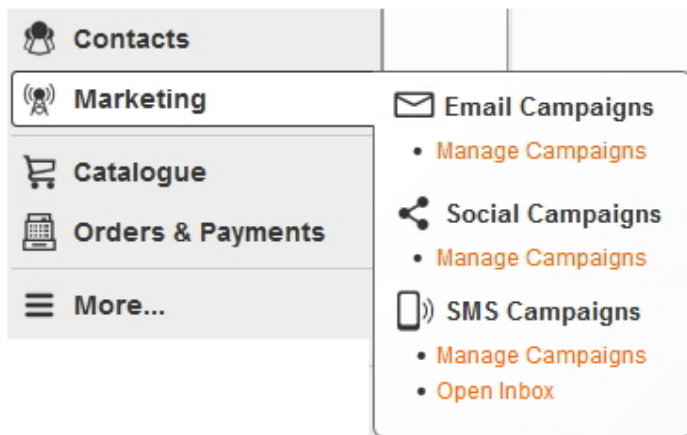 Contacts
Marketing
Catalogue
Orders & Payments
More...
Email Campaigns
• Manage Campaigns
Social Campaigns
• Manage Campaigns
SMS Campaigns
• Manage Campaigns
• Open Inbox